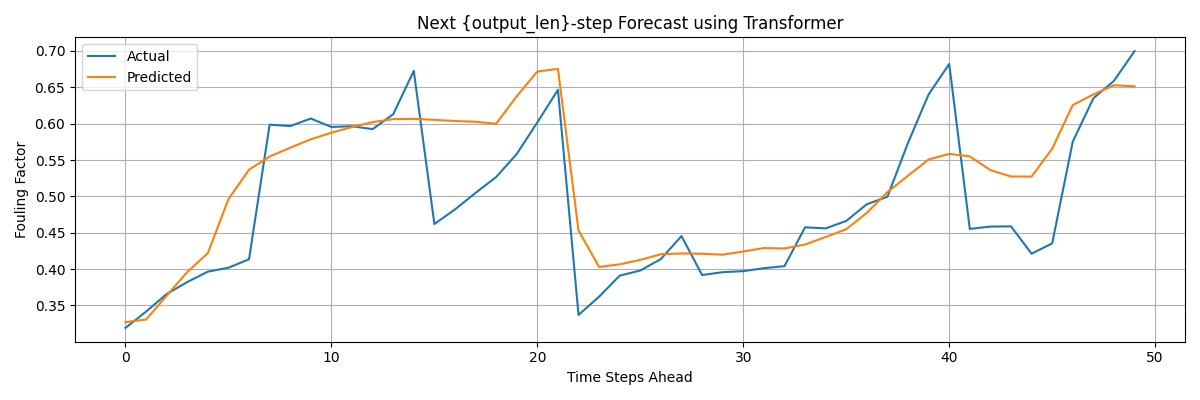 Next {output_len}-step Forecast using Transformer
Actual
Predicted
Fouling Factor
0.70
0.65
0.60
0.55
0.50
0.45
0.40
0.35
0 10 20 30 40 50
Time Steps Ahead